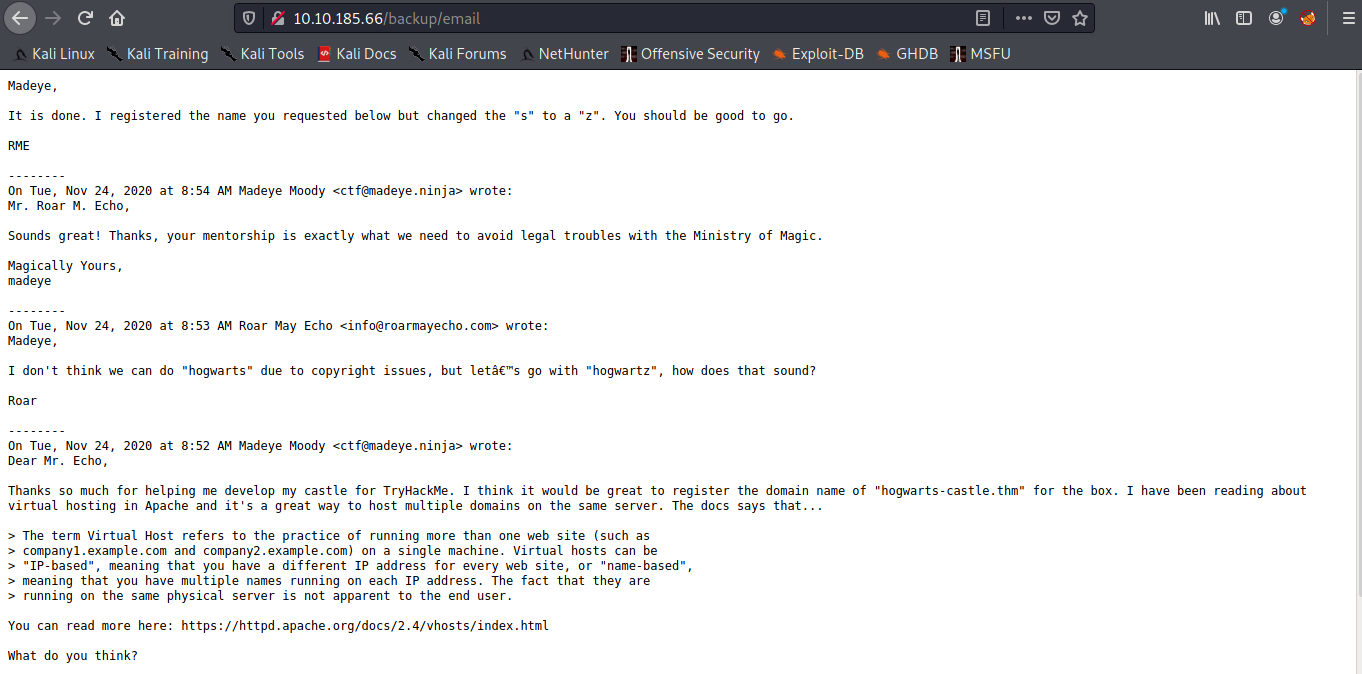 10.10.185.66/backup/email
Kali Linux Kali Training Kali Tools Kali Docs Kali Forums NetHunter Offensive Security Exploit-DB GHDB MSFU
Madeye,
It is done. I registered the name you requested below but changed the "s" to a "z". You should be good to go.
RME
--------
On Tue, Nov 24, 2020 at 8:54 AM Madeye Moody <ctf@madeye.ninja> wrote:
Mr. Roar M. Echo,
Sounds great! Thanks, your mentorship is exactly what we need to avoid legal troubles with the Ministry of Magic.
Magically Yours,
madeye
--------
On Tue, Nov 24, 2020 at 8:53 AM Roar May Echo <info@roarmayecho.com> wrote:
Madeye,
I don't think we can do "hogwarts" due to copyright issues, but letâ€™s go with "hogwartz", how does that sound?
Roar
--------
On Tue, Nov 24, 2020 at 8:52 AM Madeye Moody <ctf@madeye.ninja> wrote:
Dear Mr. Echo,
Thanks so much for helping me develop my castle for TryHackMe. I think it would be great to register the domain name of "hogwarts-castle.thm" for the box. I have been reading about
virtual hosting in Apache and it's a great way to host multiple domains on the same server. The docs says that...
> The term Virtual Host refers to the practice of running more than one web site (such as
> company1.example.com and company2.example.com) on a single machine. Virtual hosts can be
> "IP-based", meaning that you have a different IP address for every web site, or "name-based",
> meaning that you have multiple names running on each IP address. The fact that they are
> running on the same physical server is not apparent to the end user.
You can read more here: https://httpd.apache.org/docs/2.4/vhosts/index.html
What do you think?